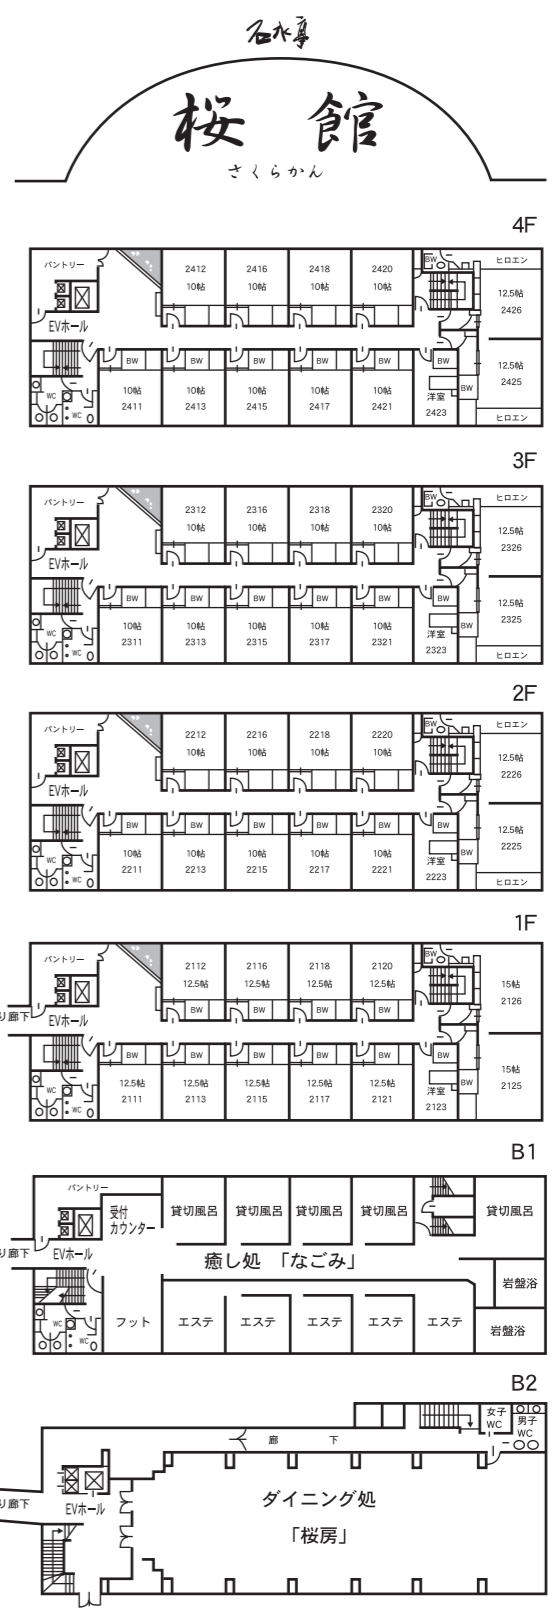 石水亭
桜 館
さくらかん
4F
パントリー
2412
10帖
2416
10帖
2418
10帖
2420
10帖
BW
ヒロエン
12.5帖
2426
EVホール
BW
BW
BW
BW
BW
BW
BW
12.5帖
2425
WC
WC
10帖
2411
10帖
2413
10帖
2415
10帖
2417
10帖
2421
洋室
2423
ヒロエン
3F
パントリー
2312
10帖
2316
10帖
2318
10帖
2320
10帖
BW
ヒロエン
12.5帖
2326
EVホール
BW
BW
BW
BW
BW
BW
BW
12.5帖
2325
WC
WC
10帖
2311
10帖
2313
10帖
2315
10帖
2317
10帖
2321
洋室
2323
ヒロエン
2F
パントリー
2212
10帖
2216
10帖
2218
10帖
2220
10帖
BW
ヒロエン
12.5帖
2226
EVホール
BW
BW
BW
BW
BW
BW
BW
12.5帖
2225
WC
WC
10帖
2211
10帖
2213
10帖
2215
10帖
2217
10帖
2221
洋室
2223
ヒロエン
1F
パントリー
2112
12.5帖
2116
12.5帖
2118
12.5帖
2120
12.5帖
BW
15帖
2126
BW
BW
BW
BW
り廊下
EVホール
BW
BW
BW
BW
BW
BW
BW
15帖
2125
WC
WC
12.5帖
2111
12.5帖
2113
12.5帖
2115
12.5帖
2117
12.5帖
2121
洋室
2123
B1
パントリー
受付
カウンター
貸切風呂
貸切風呂
貸切風呂
貸切風呂
貸切風呂
り廊下
EVホール
癒し処 「なごみ」
岩盤浴
WC
WC
フット
エステ
エステ
エステ
エステ
エステ
岩盤浴
B2
女子
WC
男子
WC
廊 下
り廊下
EVホール
ダイニング処
「桜房」